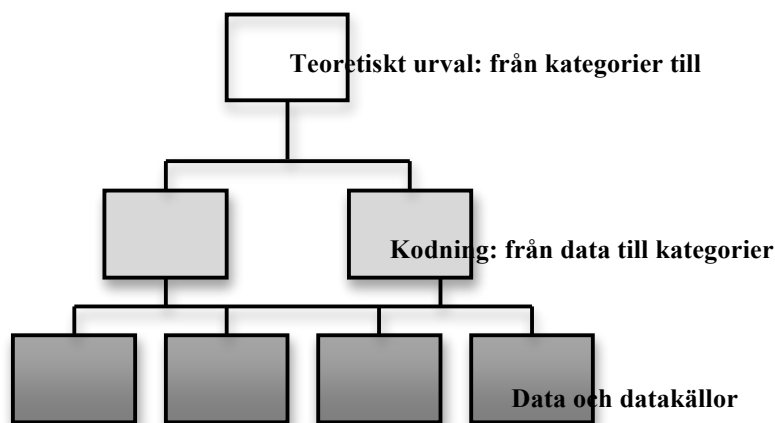 Teoretiskt urval: från kategorier till
Kodning: från data till kategorier
Data och datakällor